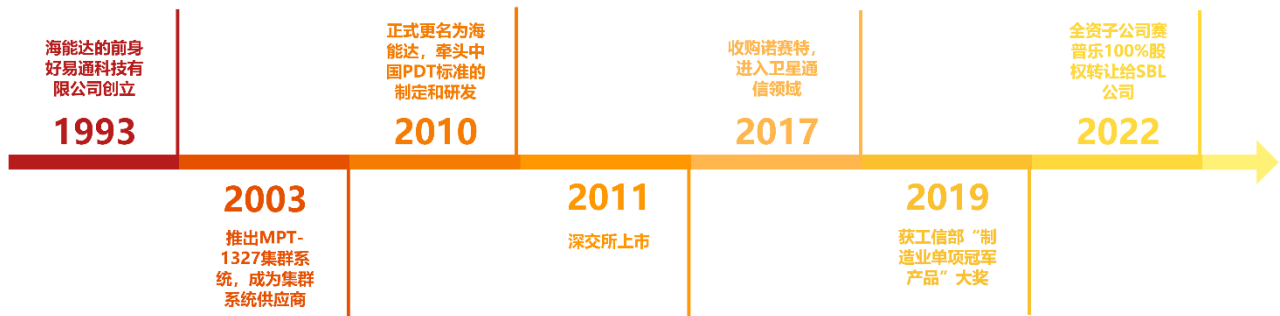 海能达的前身
好易通科技有
限公司创立
1993
2003
推出MPT-
1327集群系
统，成为集群
系统供应商
正式更名为海
能达，牵头中
国PDT标准的
制定和研发
2010
2011
深交所上市
收购诺赛特，
进入卫星通
信领域
2017
2019
获工信部“制
造业单项冠军
产品”大奖
全资子公司赛
普乐100%股
权转让给SBL
公司
2022